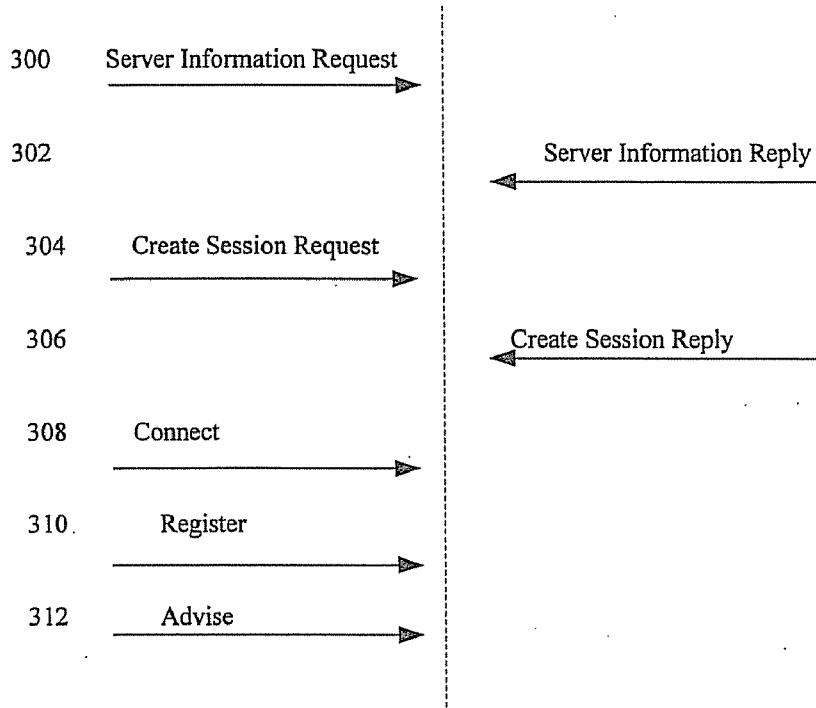 300 Server Information Request
302 Server Information Reply
304 Create Session Request
306 Create Session Reply
308 Connect
310 Register
312 Advise